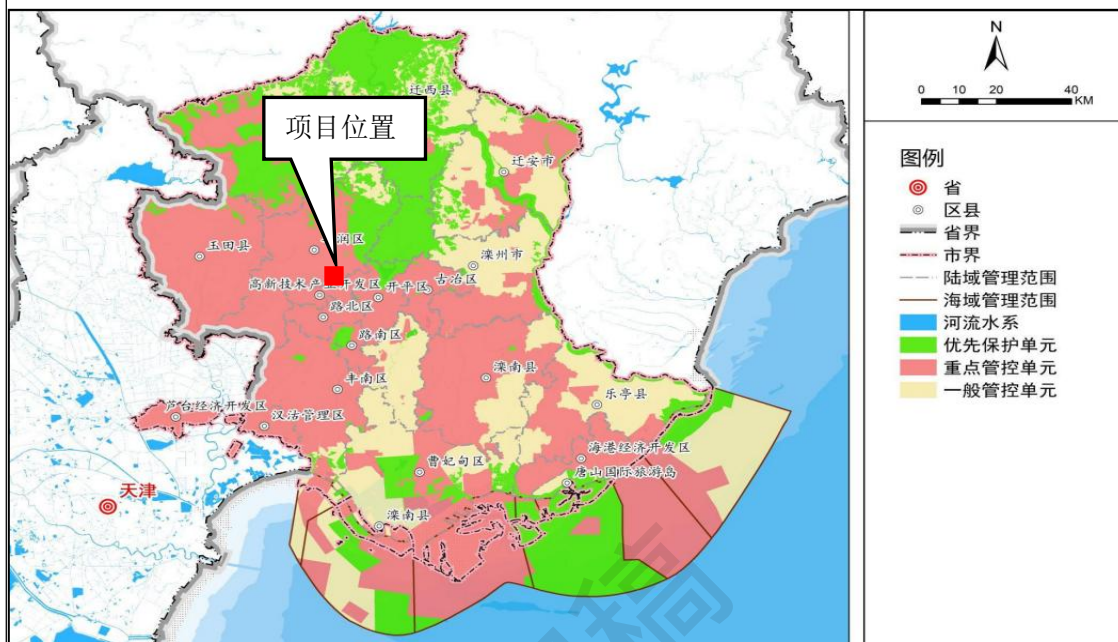 项目位置
迁西县
迁安市
玉田县
润区
滦州市
古冶区
高新技术产业开发区
开平区
路北区
路南区
滦南县
丰南区
乐亭县
芦台经济开发区
汉沽管理区
海港经济开发区
曹妃甸区
唐山国际旅游岛
天津
滦南县
N
0 10 20 40
KM
图例
省
区县
省界
市界
陆域管理范围
海域管理范围
河流水系
优先保护单元
重点管控单元
一般管控单元
稿